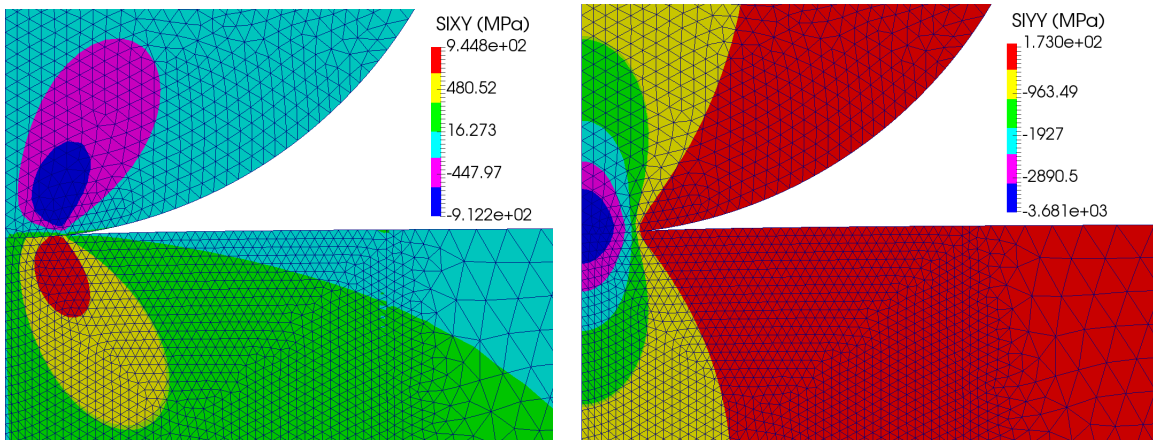 SIXY (MPa)
9.448e+02
480.52
16.273
-447.97
-9.122e+02
SIYY (MPa)
1.730e+02
-963.49
-1927
-2890.5
-3.681e+03